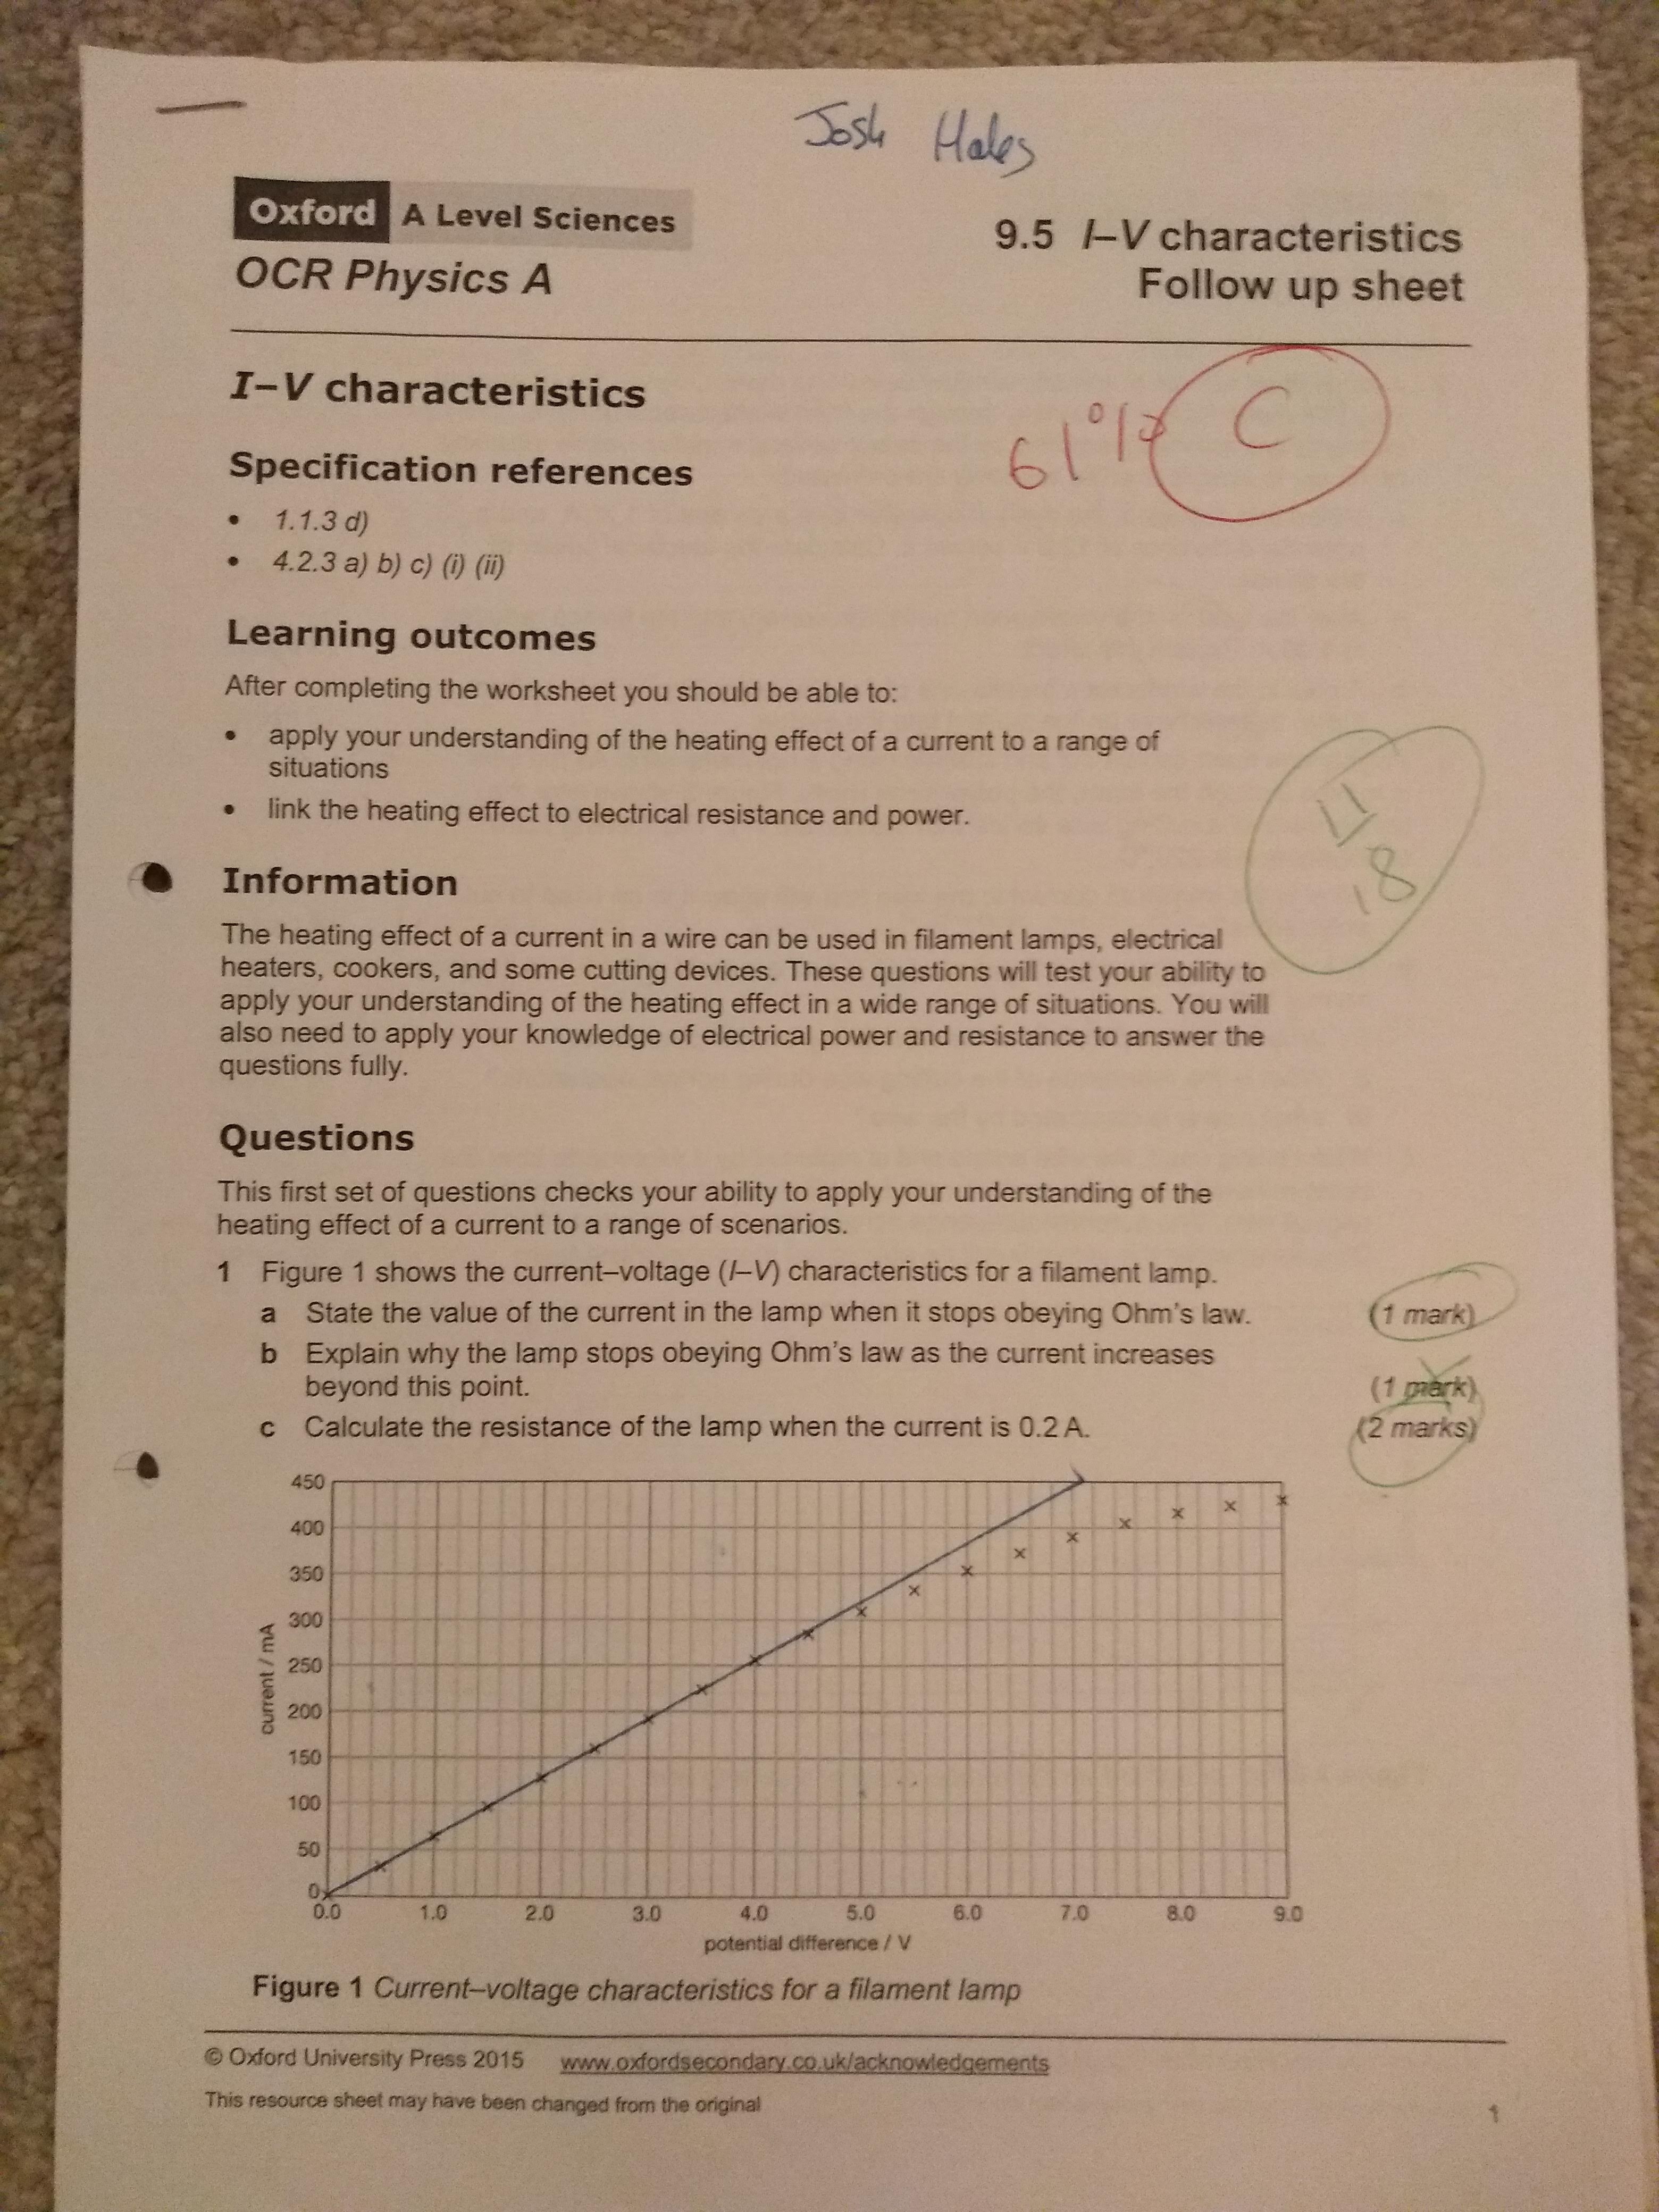 Josh Hales
Oxford A Level Sciences
OCR Physics A
9.5 I–V characteristics
Follow up sheet
I–V characteristics
61% C
Specification references
• 1.1.3 d)
• 4.2.3 a) b) c) (i) (ii)
Learning outcomes
After completing the worksheet you should be able to:
• apply your understanding of the heating effect of a current to a range of
situations
• link the heating effect to electrical resistance and power.
11
18
Information
The heating effect of a current in a wire can be used in filament lamps, electrical
heaters, cookers, and some cutting devices. These questions will test your ability to
apply your understanding of the heating effect in a wide range of situations. You will
also need to apply your knowledge of electrical power and resistance to answer the
questions fully.
Questions
This first set of questions checks your ability to apply your understanding of the
heating effect of a current to a range of scenarios.
1 Figure 1 shows the current–voltage (I–V) characteristics for a filament lamp.
a State the value of the current in the lamp when it stops obeying Ohm's law. (1 mark)
b Explain why the lamp stops obeying Ohm's law as the current increases
beyond this point. (1 mark)
c Calculate the resistance of the lamp when the current is 0.2 A. (2 marks)
450
400
350
300
250
200
150
100
50
0
current / mA
0.0 1.0 2.0 3.0 4.0 5.0 6.0 7.0 8.0 9.0
potential difference / V
Figure 1 Current–voltage characteristics for a filament lamp
© Oxford University Press 2015 www.oxfordsecondary.co.uk/acknowledgements
This resource sheet may have been changed from the original
1